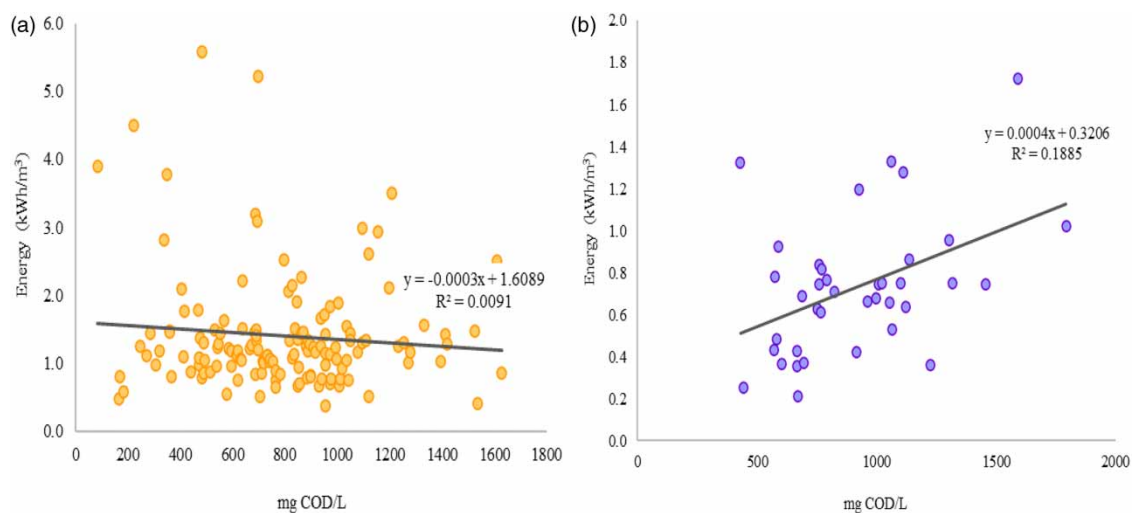 (a)
6.0
5.0
4.0
3.0
2.0
1.0
0.0
Energy (kWh/m³)
y = -0.0003x + 1.6089
R² = 0.0091
0 200 400 600 800 1000 1200 1400 1600 1800
mg COD/L
(b)
2.0
1.8
1.6
1.4
1.2
1.0
0.8
0.6
0.4
0.2
0.0
Energy (kWh/m³)
y = 0.0004x + 0.3206
R² = 0.1885
0 500 1000 1500 2000
mg COD/L